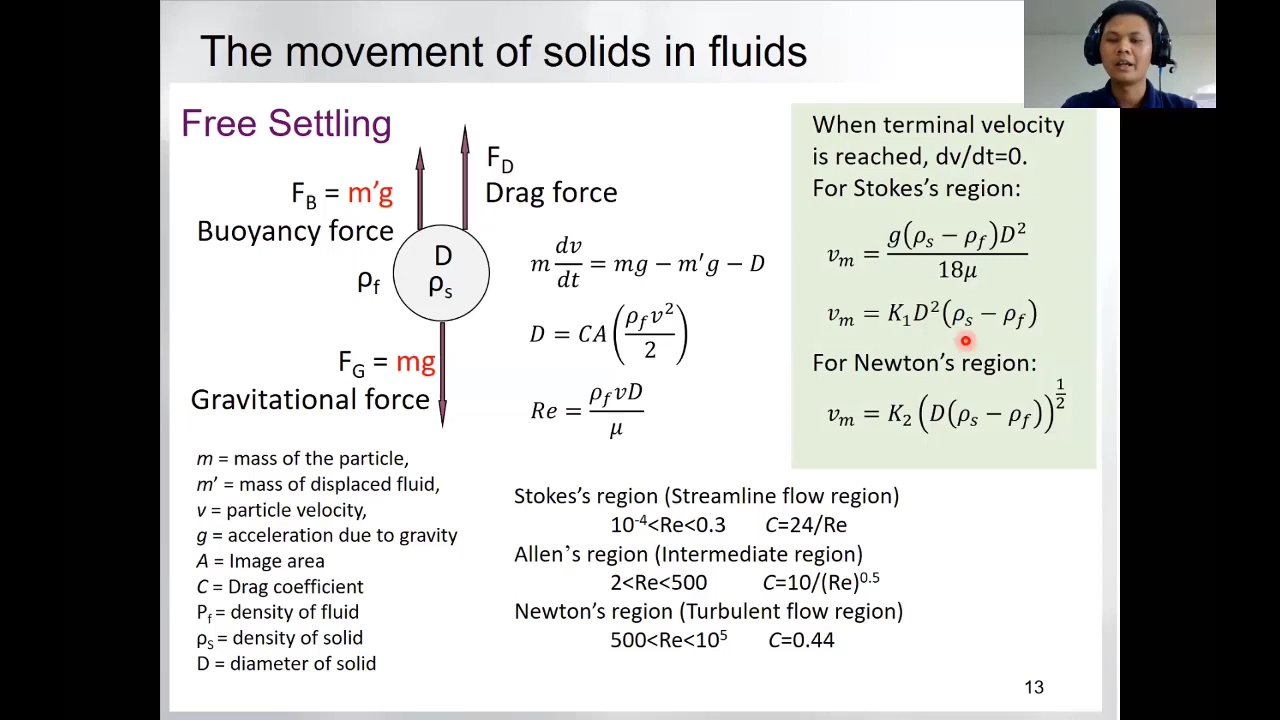 The movement of solids in fluids
Free Settling
F_B = m'g
Buoyancy force
F_D
Drag force
D
ρ_f
ρ_s
F_G = mg
Gravitational force
m dv/dt = mg − m′g − D
D = CA (ρ_f v²/2)
Re = ρ_f vD/μ
When terminal velocity
is reached, dv/dt=0.
For Stokes's region:
v_m = g(ρ_s − ρ_f)D²/18μ
v_m = K₁D²(ρ_s − ρ_f)
For Newton's region:
v_m = K₂ (D(ρ_s − ρ_f))^1/2
m = mass of the particle,
m' = mass of displaced fluid,
v = particle velocity,
g = acceleration due to gravity
A = Image area
C = Drag coefficient
P_f = density of fluid
ρ_S = density of solid
D = diameter of solid
Stokes's region (Streamline flow region)
10⁻⁴<Re<0.3 C=24/Re
Allen's region (Intermediate region)
2<Re<500 C=10/(Re)^0.5
Newton's region (Turbulent flow region)
500<Re<10⁵ C=0.44
13